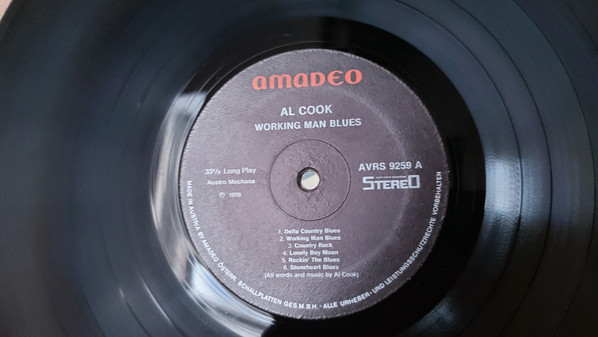 amaDeo
AL COOK
WORKING MAN BLUES
33⅓ Long Play
Austro Mechana
℗ 1970
AVRS 9259 A
STEREO
1. Delta Country Blues
2. Working Man Blues
3. Country Rock
4. Lonely Boy Moan
5. Rockin' The Blues
6. Stoneheart Blues
(All words and music by Al Cook)
MADE IN AUSTRIA BY AMADEO ÖSTERR. SCHALLPLATTEN GES.M.B.H. · ALLE URHEBER- UND LEISTUNGSSCHUTZRECHTE VORBEHALTEN